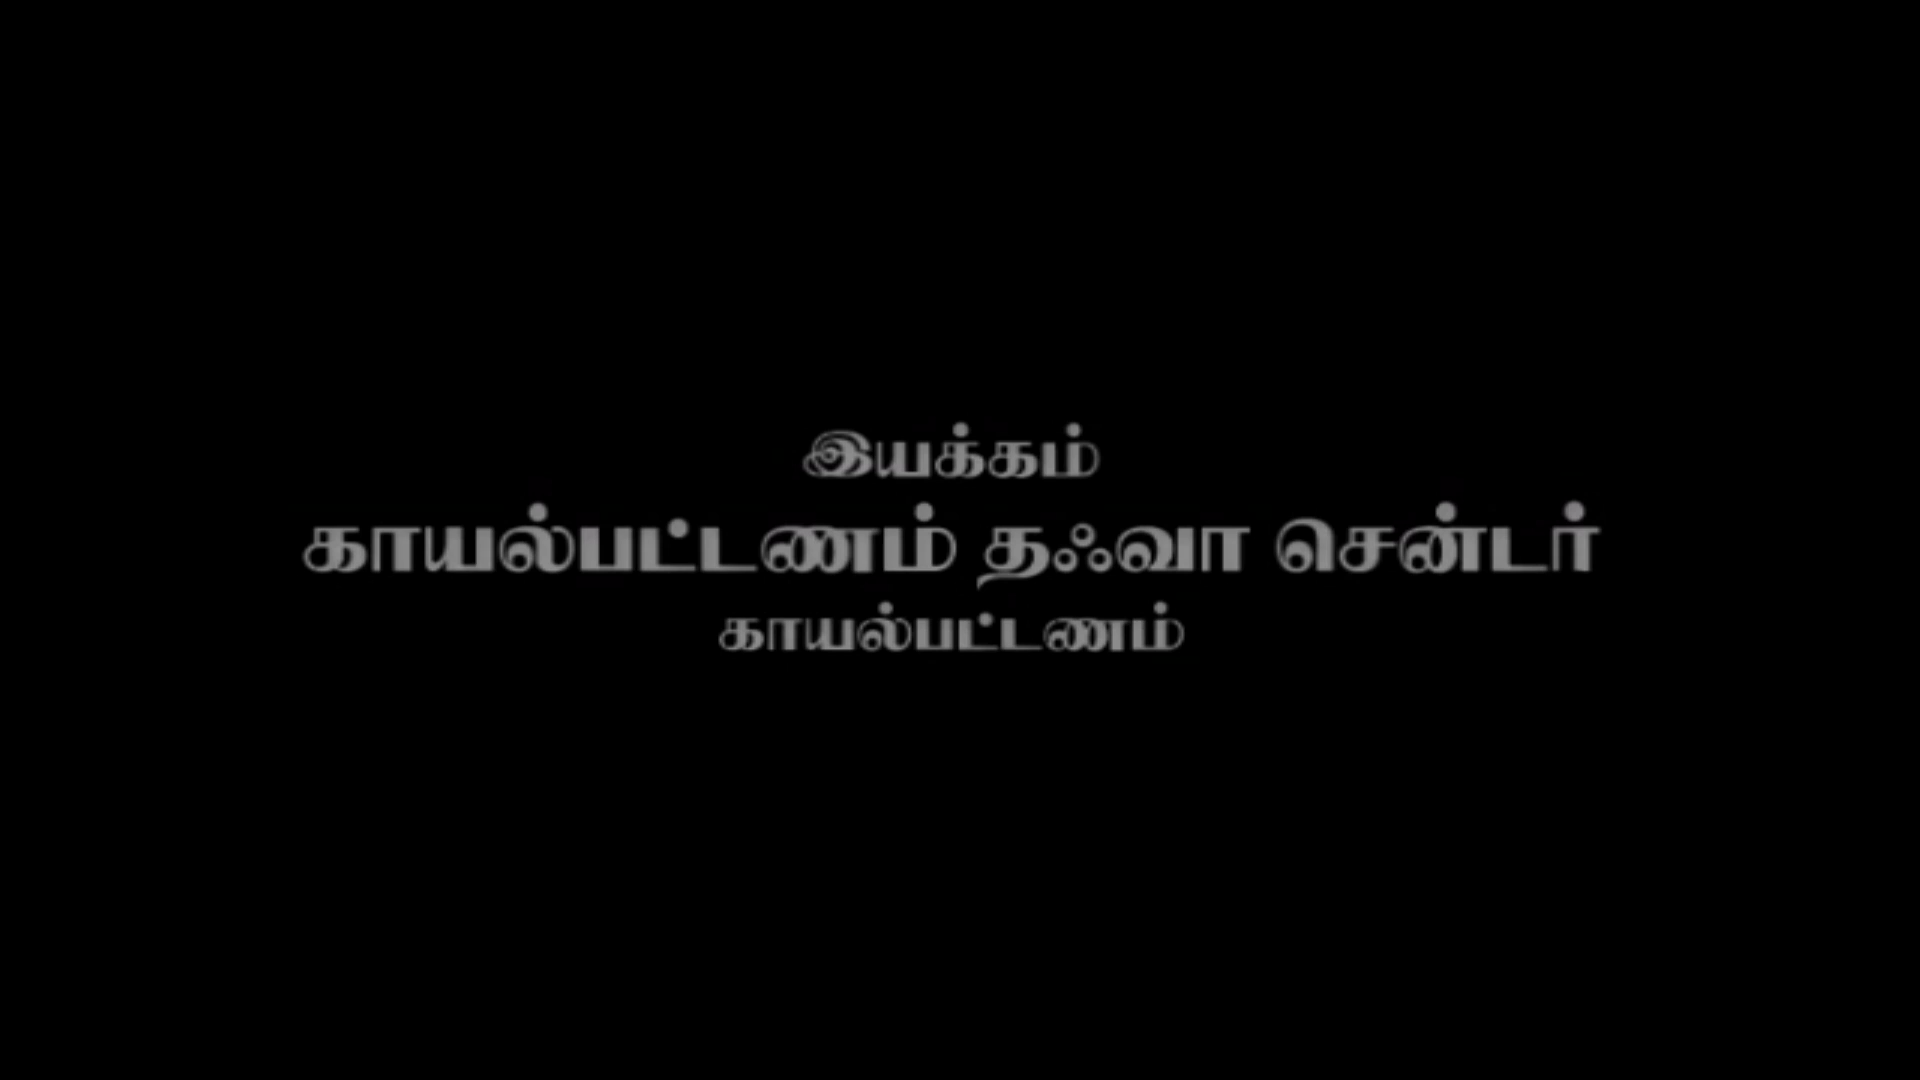 இயக்கம்
காயல்பட்டணம் தஃவா சென்டர்
காயல்பட்டணம்